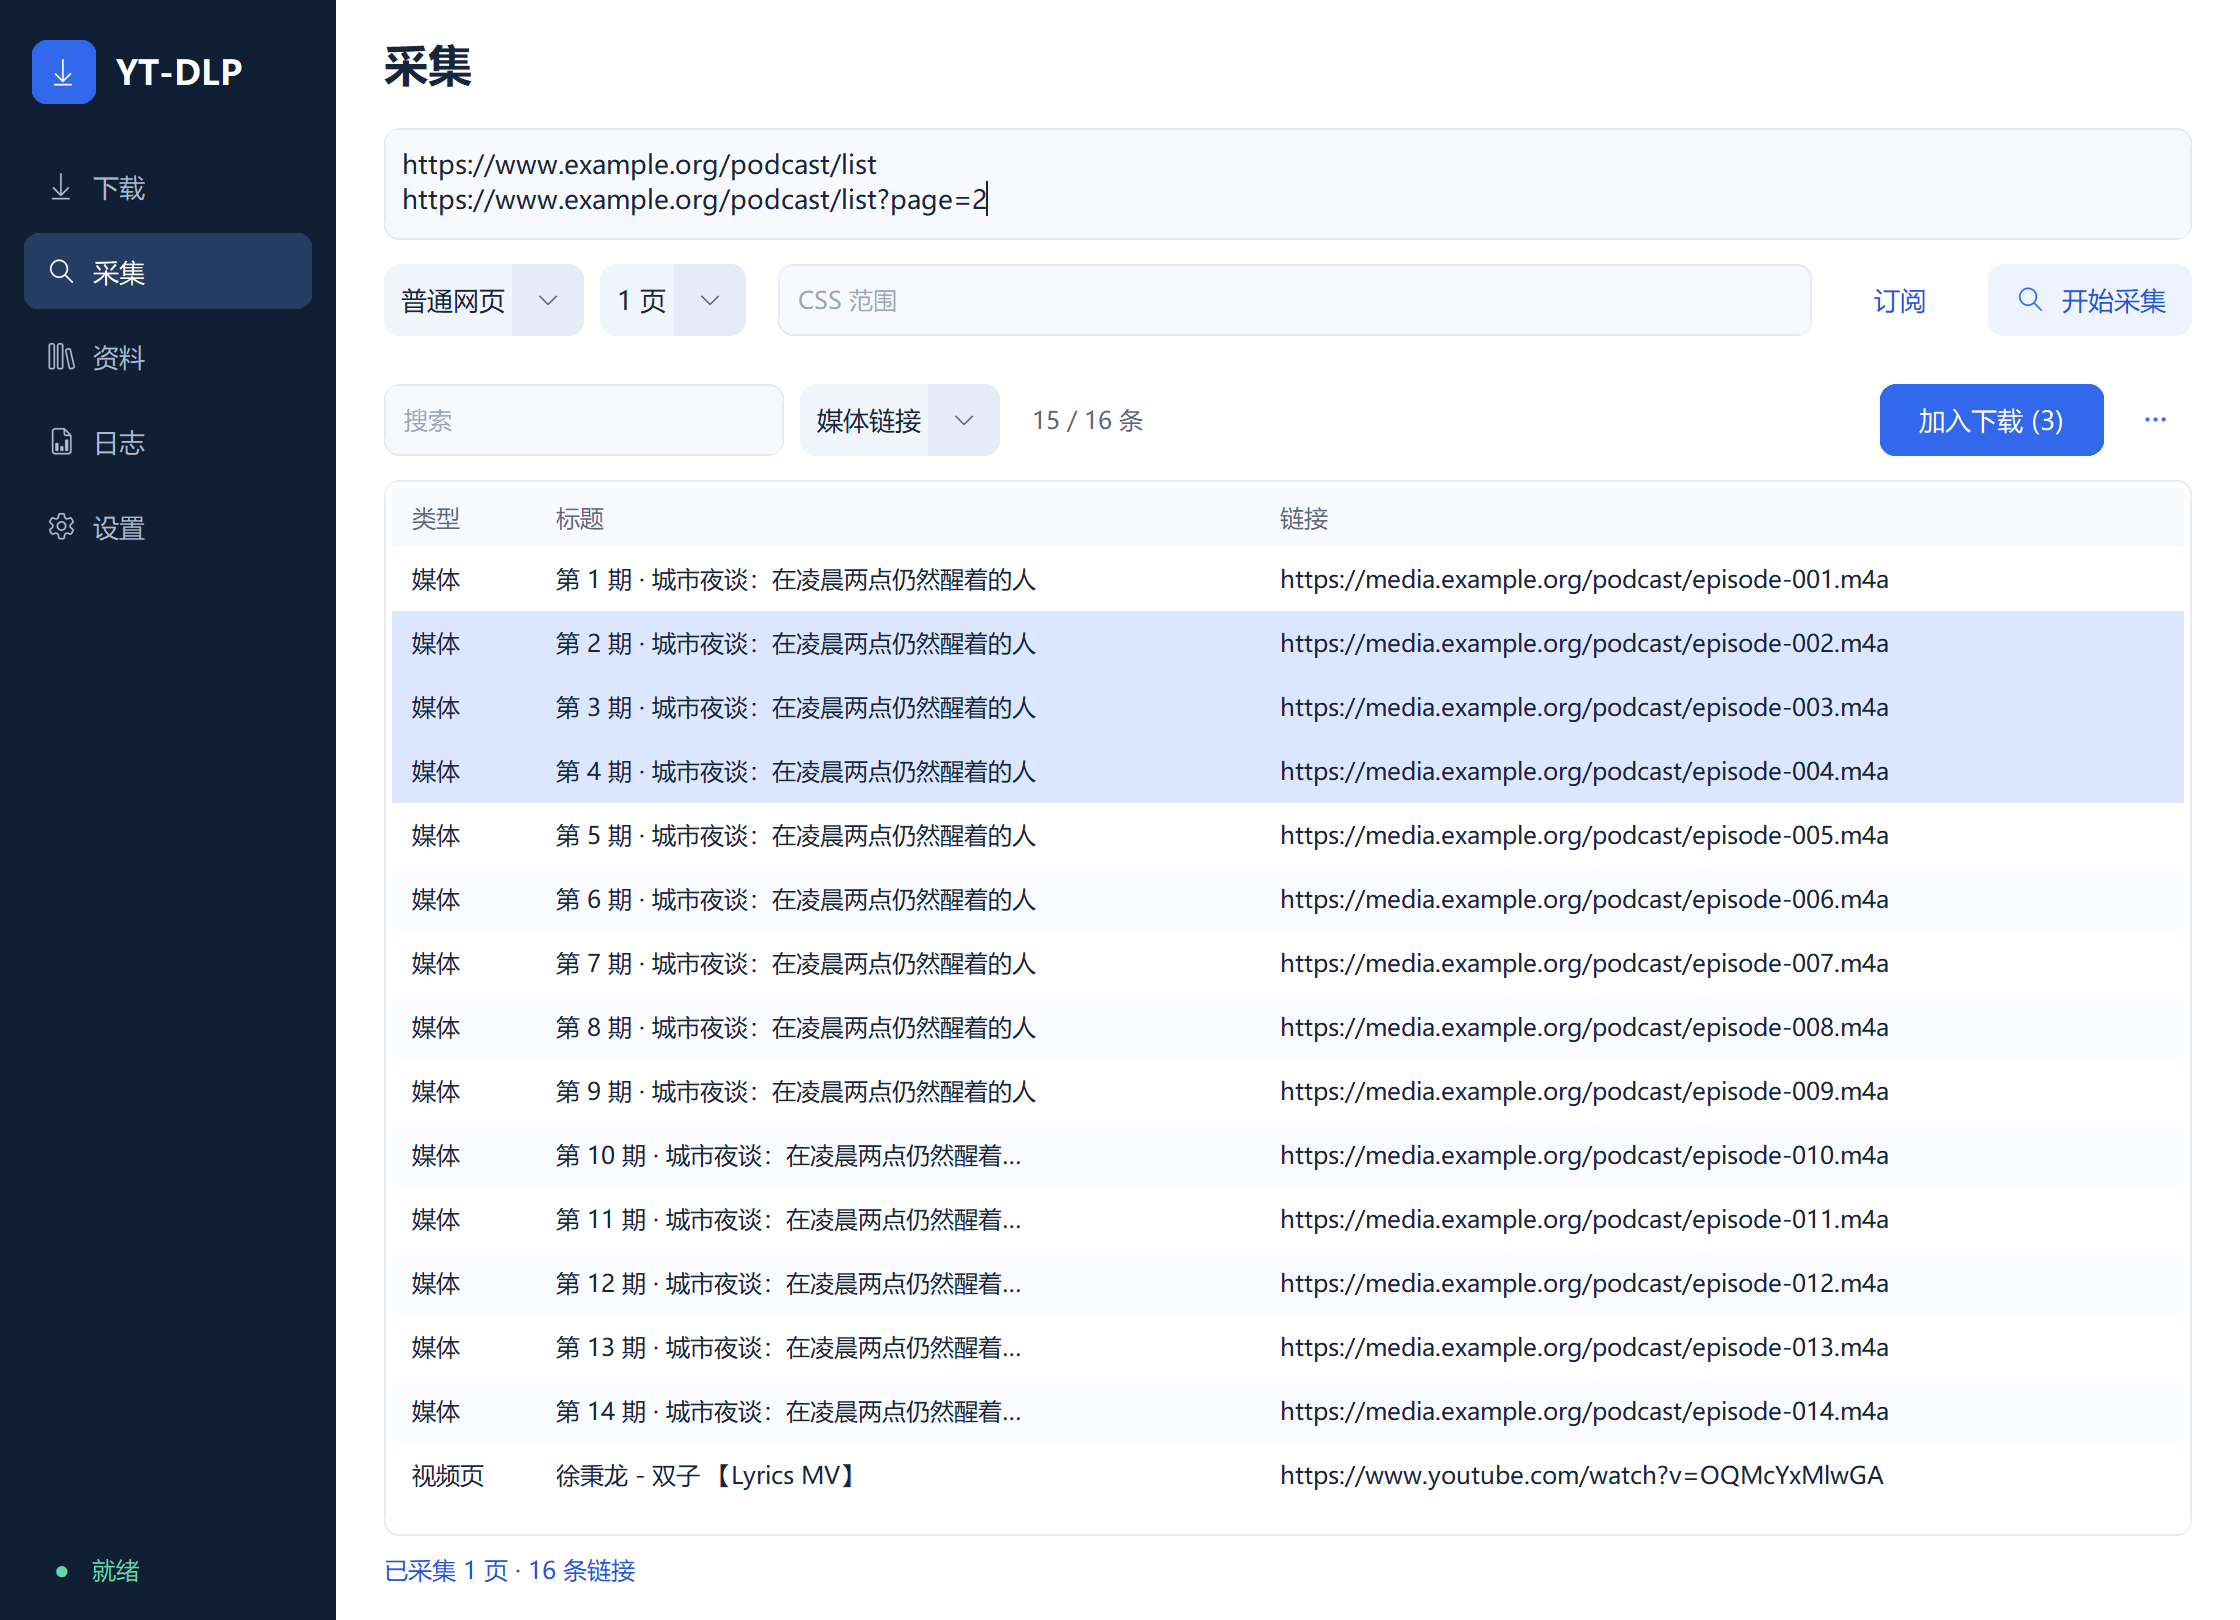 YT-DLP
下载
采集
资料
日志
设置
就绪
采集
https://www.example.org/podcast/list
https://www.example.org/podcast/list?page=2
普通网页
1 页
CSS 范围
订阅
开始采集
搜索
媒体链接
15 / 16 条
加入下载 (3)
···
类型 标题 链接
媒体 第 1 期 · 城市夜谈：在凌晨两点仍然醒着的人 https://media.example.org/podcast/episode-001.m4a
媒体 第 2 期 · 城市夜谈：在凌晨两点仍然醒着的人 https://media.example.org/podcast/episode-002.m4a
媒体 第 3 期 · 城市夜谈：在凌晨两点仍然醒着的人 https://media.example.org/podcast/episode-003.m4a
媒体 第 4 期 · 城市夜谈：在凌晨两点仍然醒着的人 https://media.example.org/podcast/episode-004.m4a
媒体 第 5 期 · 城市夜谈：在凌晨两点仍然醒着的人 https://media.example.org/podcast/episode-005.m4a
媒体 第 6 期 · 城市夜谈：在凌晨两点仍然醒着的人 https://media.example.org/podcast/episode-006.m4a
媒体 第 7 期 · 城市夜谈：在凌晨两点仍然醒着的人 https://media.example.org/podcast/episode-007.m4a
媒体 第 8 期 · 城市夜谈：在凌晨两点仍然醒着的人 https://media.example.org/podcast/episode-008.m4a
媒体 第 9 期 · 城市夜谈：在凌晨两点仍然醒着的人 https://media.example.org/podcast/episode-009.m4a
媒体 第 10 期 · 城市夜谈：在凌晨两点仍然醒着... https://media.example.org/podcast/episode-010.m4a
媒体 第 11 期 · 城市夜谈：在凌晨两点仍然醒着... https://media.example.org/podcast/episode-011.m4a
媒体 第 12 期 · 城市夜谈：在凌晨两点仍然醒着... https://media.example.org/podcast/episode-012.m4a
媒体 第 13 期 · 城市夜谈：在凌晨两点仍然醒着... https://media.example.org/podcast/episode-013.m4a
媒体 第 14 期 · 城市夜谈：在凌晨两点仍然醒着... https://media.example.org/podcast/episode-014.m4a
视频页 徐秉龙 - 双子 【Lyrics MV】 https://www.youtube.com/watch?v=OQMcYxMlwGA
已采集 1 页 · 16 条链接